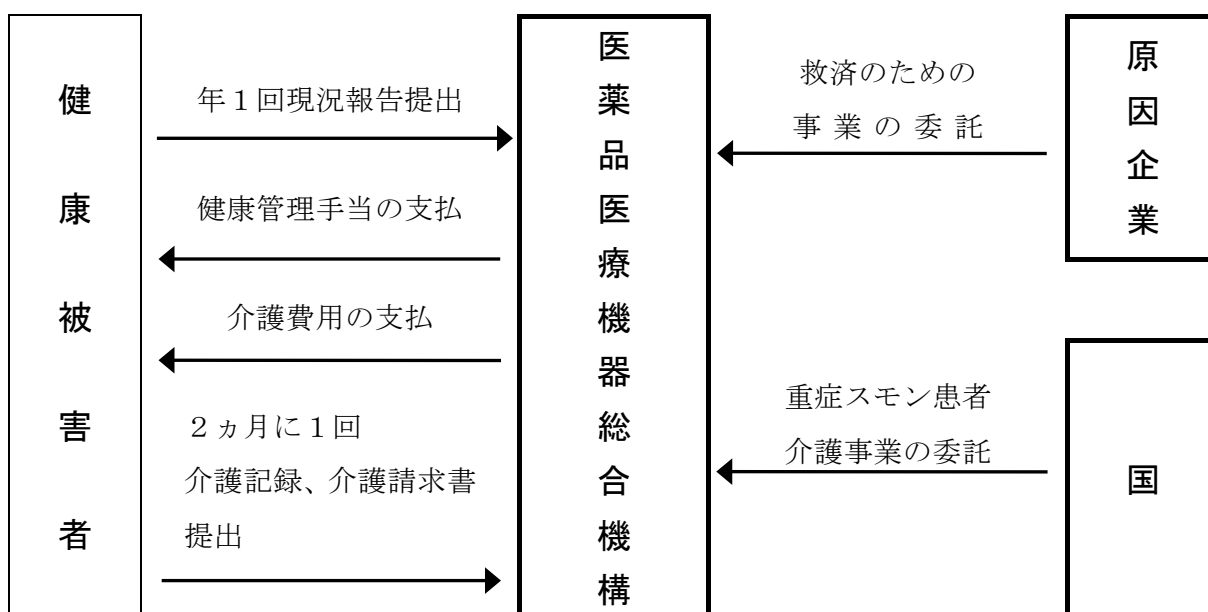 健康被害者
年1回現況報告提出
健康管理手当の支払
介護費用の支払
2ヵ月に1回
介護記録、介護請求書
提出
医薬品医療機器総合機構
救済のための
事業の委託
重症スモン患者
介護事業の委託
原因企業
国